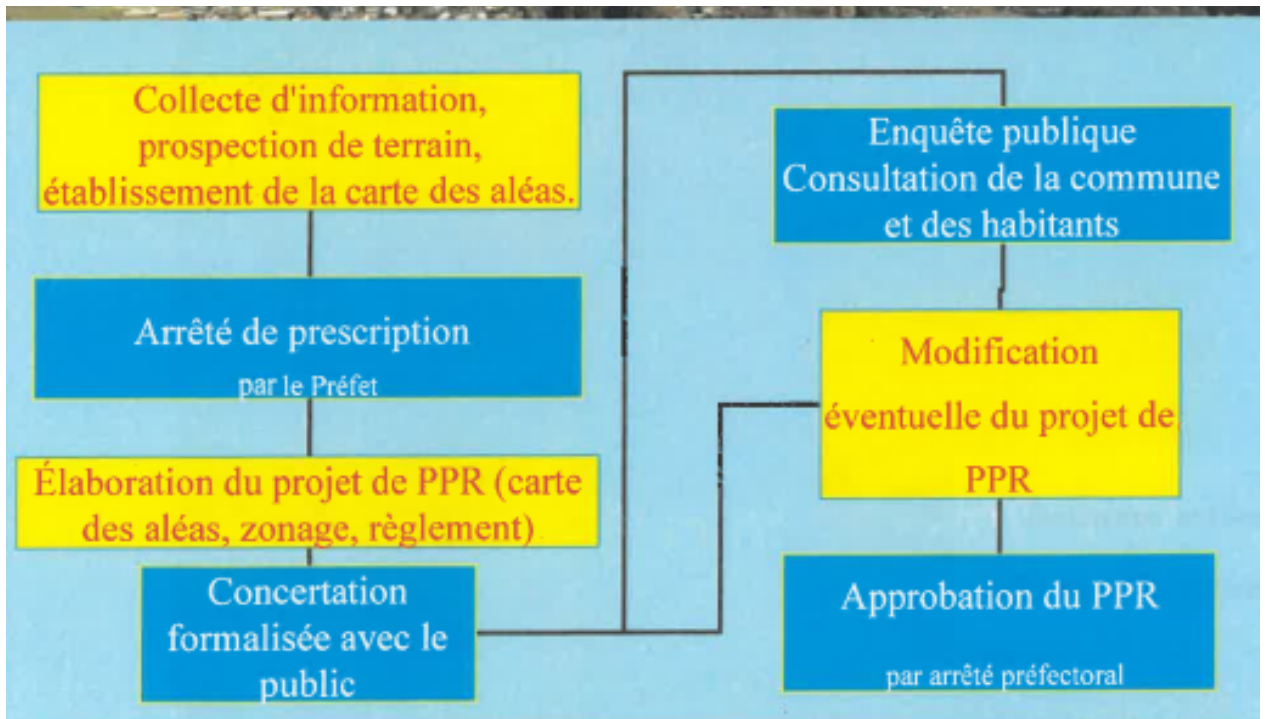 Collecte d'information,
prospection de terrain,
établissement de la carte des aléas.
Arrêté de prescription
par le Préfet
Élaboration du projet de PPR (carte
des aléas, zonage, règlement)
Concertation
formalisée avec le
public
Enquête publique
Consultation de la commune
et des habitants
Modification
éventuelle du projet de
PPR
Approbation du PPR
par arrêté préfectoral